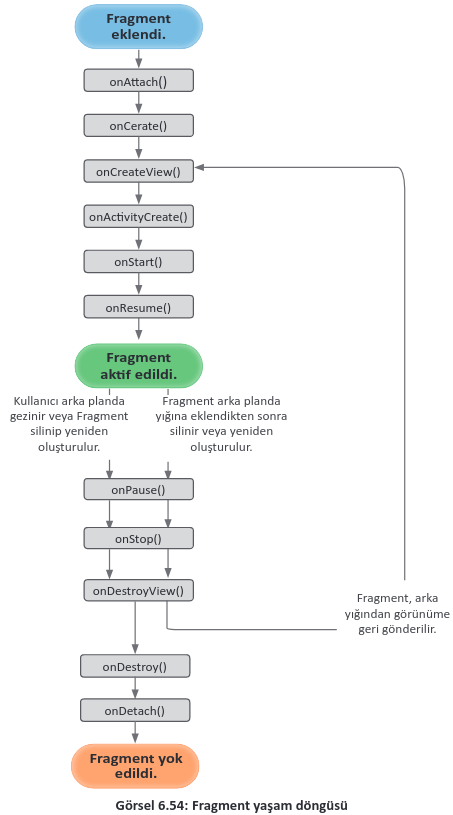 Fragment
eklendi.
onAttach()
onCerate()
onCreateView()
onActivityCreate()
onStart()
onResume()
Fragment
aktif edildi.
Kullanıcı arka planda
gezinir veya Fragment
silinip yeniden
oluşturulur.
Fragment arka planda
yığına eklendikten sonra
silinir veya yeniden
oluşturulur.
onPause()
onStop()
onDestroyView()
Fragment, arka
yığından görünüme
geri gönderilir.
onDestroy()
onDetach()
Fragment yok
edildi.
Görsel 6.54: Fragment yaşam döngüsü